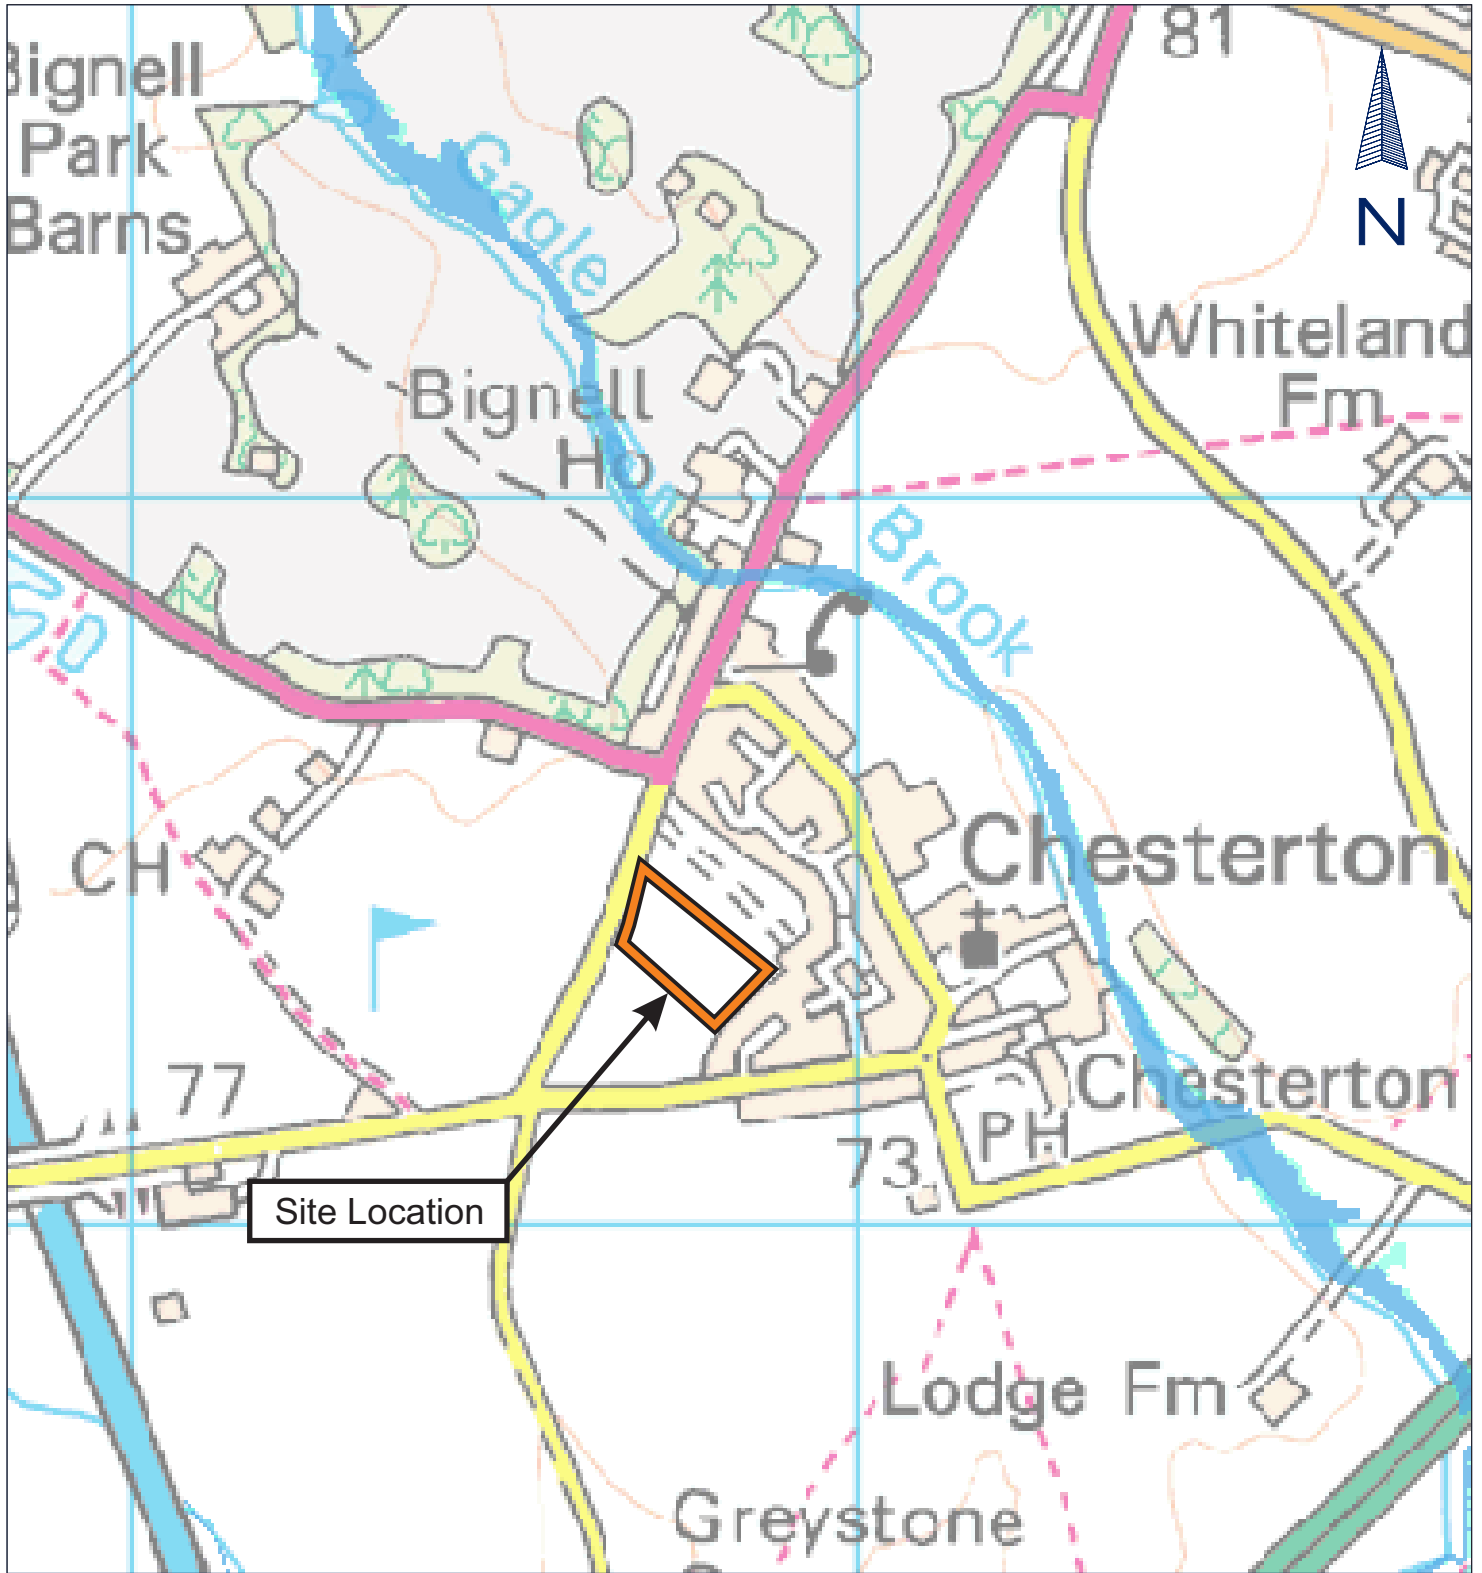 81
Bignell
Park
Barns
N
Gagle
Whiteland
Fm
Bignell
Ho
Brook
Chesterton
CH
77
Chesterton
PH
73
Site Location
Lodge Fm
Greystone